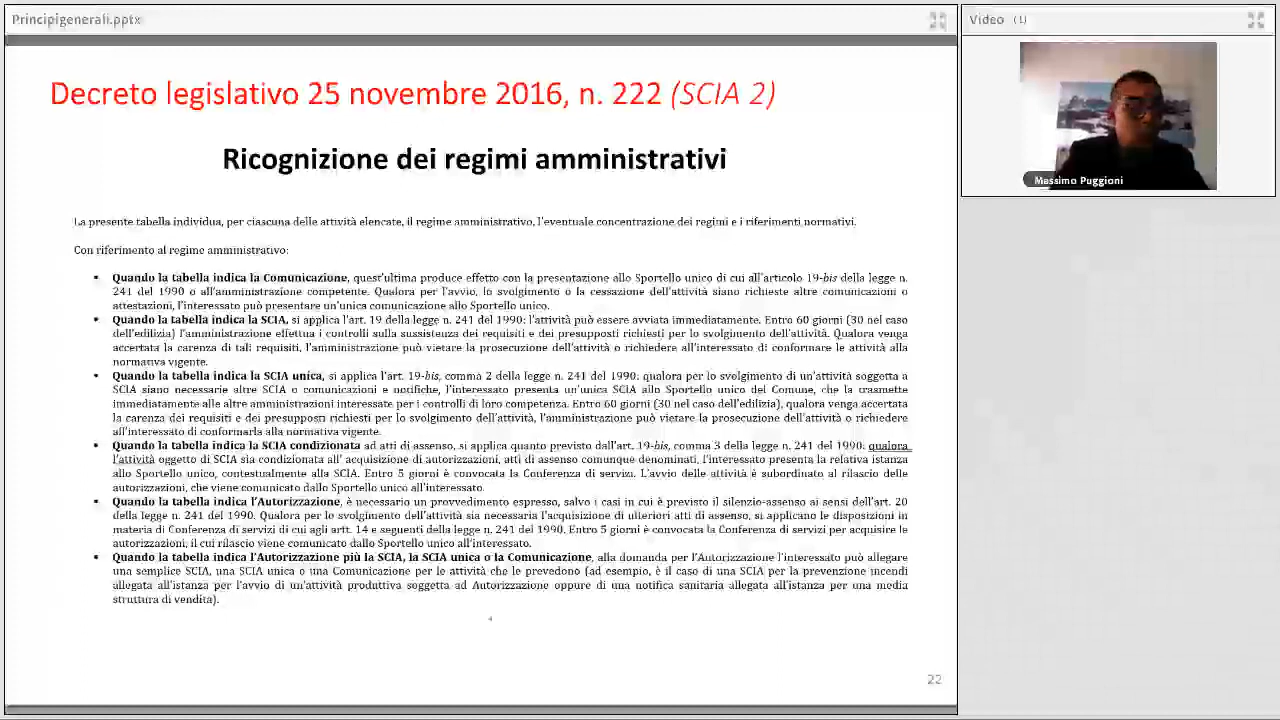 Principigenerali.pptx
Video (1)
Massimo Puggioni
Decreto legislativo 25 novembre 2016, n. 222 (SCIA 2)
Ricognizione dei regimi amministrativi
La presente tabella individua, per ciascuna delle attività elencate, il regime amministrativo, l'eventuale concentrazione dei regimi e i riferimenti normativi.
Con riferimento al regime amministrativo:
▪ Quando la tabella indica la Comunicazione, quest'ultima produce effetto con la presentazione allo Sportello unico di cui all'articolo 19-bis della legge n.
241 del 1990 o all'amministrazione competente. Qualora per l'avvio, lo svolgimento o la cessazione dell'attività siano richieste altre comunicazioni o
attestazioni, l'interessato può presentare un'unica comunicazione allo Sportello unico.
▪ Quando la tabella indica la SCIA, si applica l'art. 19 della legge n. 241 del 1990: l'attività può essere avviata immediatamente. Entro 60 giorni (30 nel caso
dell'edilizia) l'amministrazione effettua i controlli sulla sussistenza dei requisiti e dei presupposti richiesti per lo svolgimento dell'attività. Qualora venga
accertata la carenza di tali requisiti, l'amministrazione può vietare la prosecuzione dell'attività o richiedere all'interessato di conformare le attività alla
normativa vigente.
▪ Quando la tabella indica la SCIA unica, si applica l'art. 19-bis, comma 2 della legge n. 241 del 1990: qualora per lo svolgimento di un'attività soggetta a
SCIA siano necessarie altre SCIA o comunicazioni e notifiche, l'interessato presenta un'unica SCIA allo Sportello unico del Comune, che la trasmette
immediatamente alle altre amministrazioni interessate per i controlli di loro competenza. Entro 60 giorni (30 nel caso dell'edilizia), qualora venga accertata
la carenza dei requisiti e dei presupposti richiesti per lo svolgimento dell'attività, l'amministrazione può vietare la prosecuzione dell'attività o richiedere
all'interessato di conformarla alla normativa vigente.
▪ Quando la tabella indica la SCIA condizionata ad atti di assenso, si applica quanto previsto dall'art. 19-bis, comma 3 della legge n. 241 del 1990: qualora
l'attività oggetto di SCIA sia condizionata all' acquisizione di autorizzazioni, atti di assenso comunque denominati, l'interessato presenta la relativa istanza
allo Sportello unico, contestualmente alla SCIA. Entro 5 giorni è convocata la Conferenza di servizi. L'avvio delle attività è subordinato al rilascio delle
autorizzazioni, che viene comunicato dallo Sportello unico all'interessato.
▪ Quando la tabella indica l'Autorizzazione, è necessario un provvedimento espresso, salvo i casi in cui è previsto il silenzio-assenso ai sensi dell'art. 20
della legge n. 241 del 1990. Qualora per lo svolgimento dell'attività sia necessaria l'acquisizione di ulteriori atti di assenso, si applicano le disposizioni in
materia di Conferenza di servizi di cui agli artt. 14 e seguenti della legge n. 241 del 1990. Entro 5 giorni è convocata la Conferenza di servizi per acquisire le
autorizzazioni, il cui rilascio viene comunicato dallo Sportello unico all'interessato.
▪ Quando la tabella indica l'Autorizzazione più la SCIA, la SCIA unica o la Comunicazione, alla domanda per l'Autorizzazione l'interessato può allegare
una semplice SCIA, una SCIA unica o una Comunicazione per le attività che le prevedono (ad esempio, è il caso di una SCIA per la prevenzione incendi
allegata all'istanza per l'avvio di un'attività produttiva soggetta ad Autorizzazione oppure di una notifica sanitaria allegata all'istanza per una media
struttura di vendita).
22